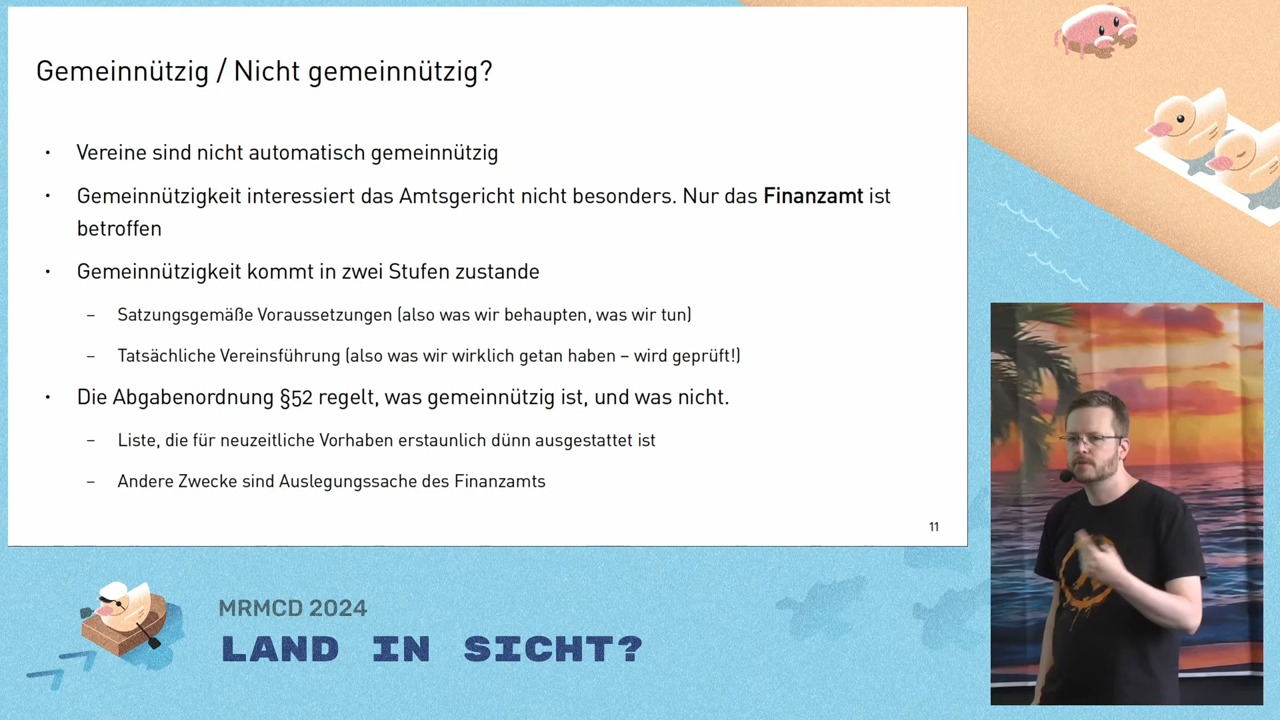 Gemeinnützig / Nicht gemeinnützig?
• Vereine sind nicht automatisch gemeinnützig
• Gemeinnützigkeit interessiert das Amtsgericht nicht besonders. Nur das Finanzamt ist
betroffen
• Gemeinnützigkeit kommt in zwei Stufen zustande
– Satzungsgemäße Voraussetzungen (also was wir behaupten, was wir tun)
– Tatsächliche Vereinsführung (also was wir wirklich getan haben – wird geprüft!)
• Die Abgabenordnung §52 regelt, was gemeinnützig ist, und was nicht.
– Liste, die für neuzeitliche Vorhaben erstaunlich dünn ausgestattet ist
– Andere Zwecke sind Auslegungssache des Finanzamts
11
MRMCD 2024
LAND IN SICHT?